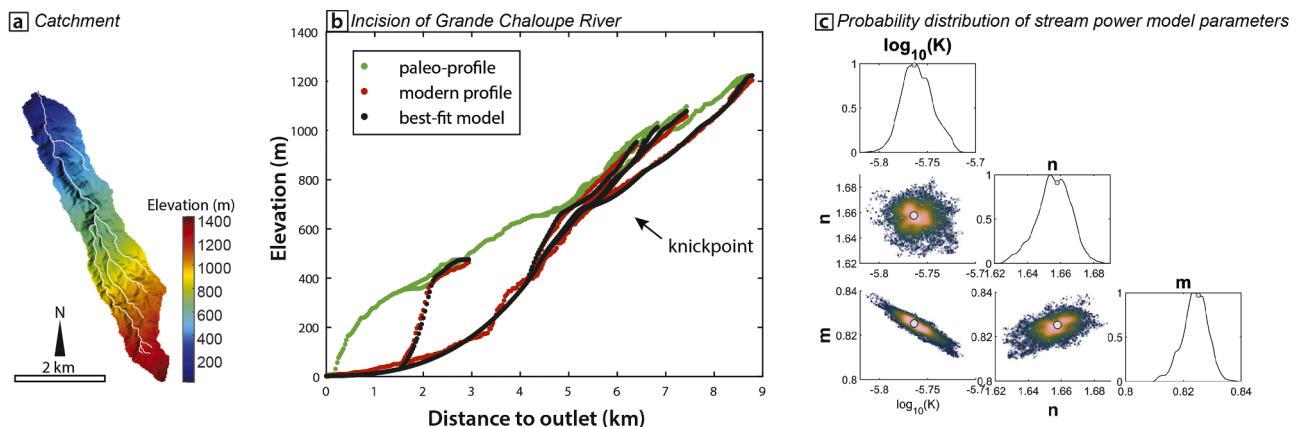 a Catchment
Elevation (m)
1400
1200
1000
800
600
400
200
N
2 km
b Incision of Grande Chaloupe River
paleo-profile
modern profile
best-fit model
knickpoint
Elevation (m)
1400
1200
1000
800
600
400
200
0
0 1 2 3 4 5 6 7 8 9
Distance to outlet (km)
c Probability distribution of stream power model parameters
log10(K)
1
0.5
0
-5.8 -5.75 -5.7
n
n
1.68
1.66
1.64
1.62
-5.8 -5.75 -5.7
1
0.5
0
1.62 1.64 1.66 1.68
m
m
0.84
0.82
0.8
-5.8 -5.75 -5.7
log10(K)
1.62 1.64 1.66 1.68
n
1
0.5
0
0.8 0.82 0.84